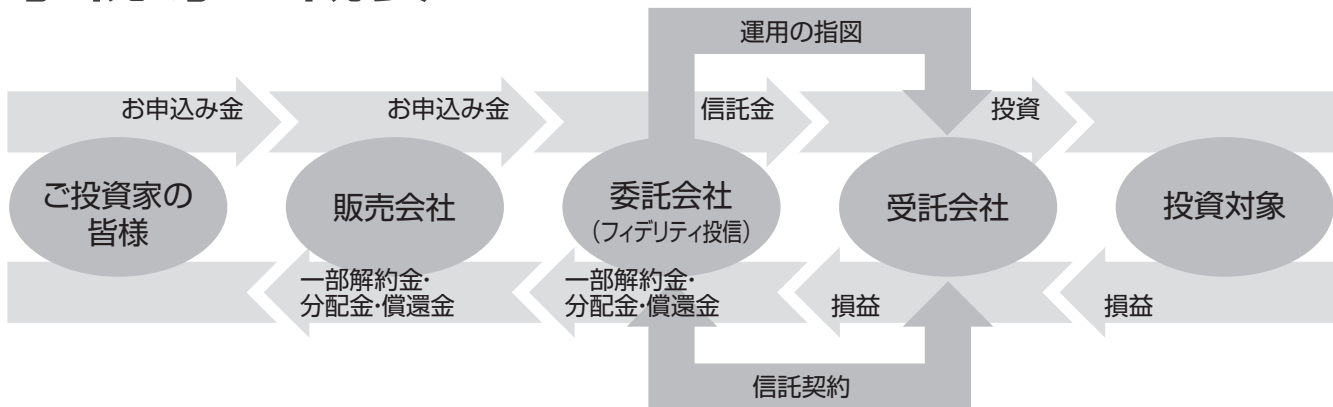 運用の指図
お申込み金
お申込み金
信託金
投資
ご投資家の
皆様
販売会社
委託会社
(フィデリティ投信)
受託会社
投資対象
一部解約金・
分配金・償還金
一部解約金・
分配金・償還金
損益
損益
信託契約